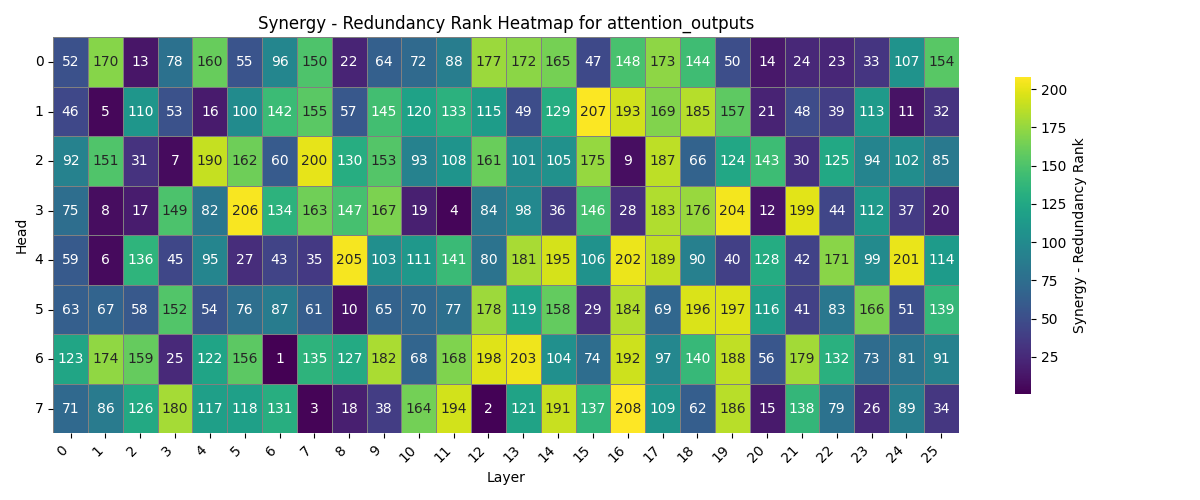 Synergy - Redundancy Rank Heatmap for attention_outputs
Head
0 52 170 13 78 160 55 96 150 22 64 72 88 177 172 165 47 148 173 144 50 14 24 23 33 107 154
1 46 5 110 53 16 100 142 155 57 145 120 133 115 49 129 207 193 169 185 157 21 48 39 113 11 32
2 92 151 31 7 190 162 60 200 130 153 93 108 161 101 105 175 9 187 66 124 143 30 125 94 102 85
3 75 8 17 149 82 206 134 163 147 167 19 4 84 98 36 146 28 183 176 204 12 199 44 112 37 20
4 59 6 136 45 95 27 43 35 205 103 111 141 80 181 195 106 202 189 90 40 128 42 171 99 201 114
5 63 67 58 152 54 76 87 61 10 65 70 77 178 119 158 29 184 69 196 197 116 41 83 166 51 139
6 123 174 159 25 122 156 1 135 127 182 68 168 198 203 104 74 192 97 140 188 56 179 132 73 81 91
7 71 86 126 180 117 118 131 3 18 38 164 194 2 121 191 137 208 109 62 186 15 138 79 26 89 34
0 1 2 3 4 5 6 7 8 9 10 11 12 13 14 15 16 17 18 19 20 21 22 23 24 25
Layer
200
175
150
125
100
75
50
25
Synergy - Redundancy Rank